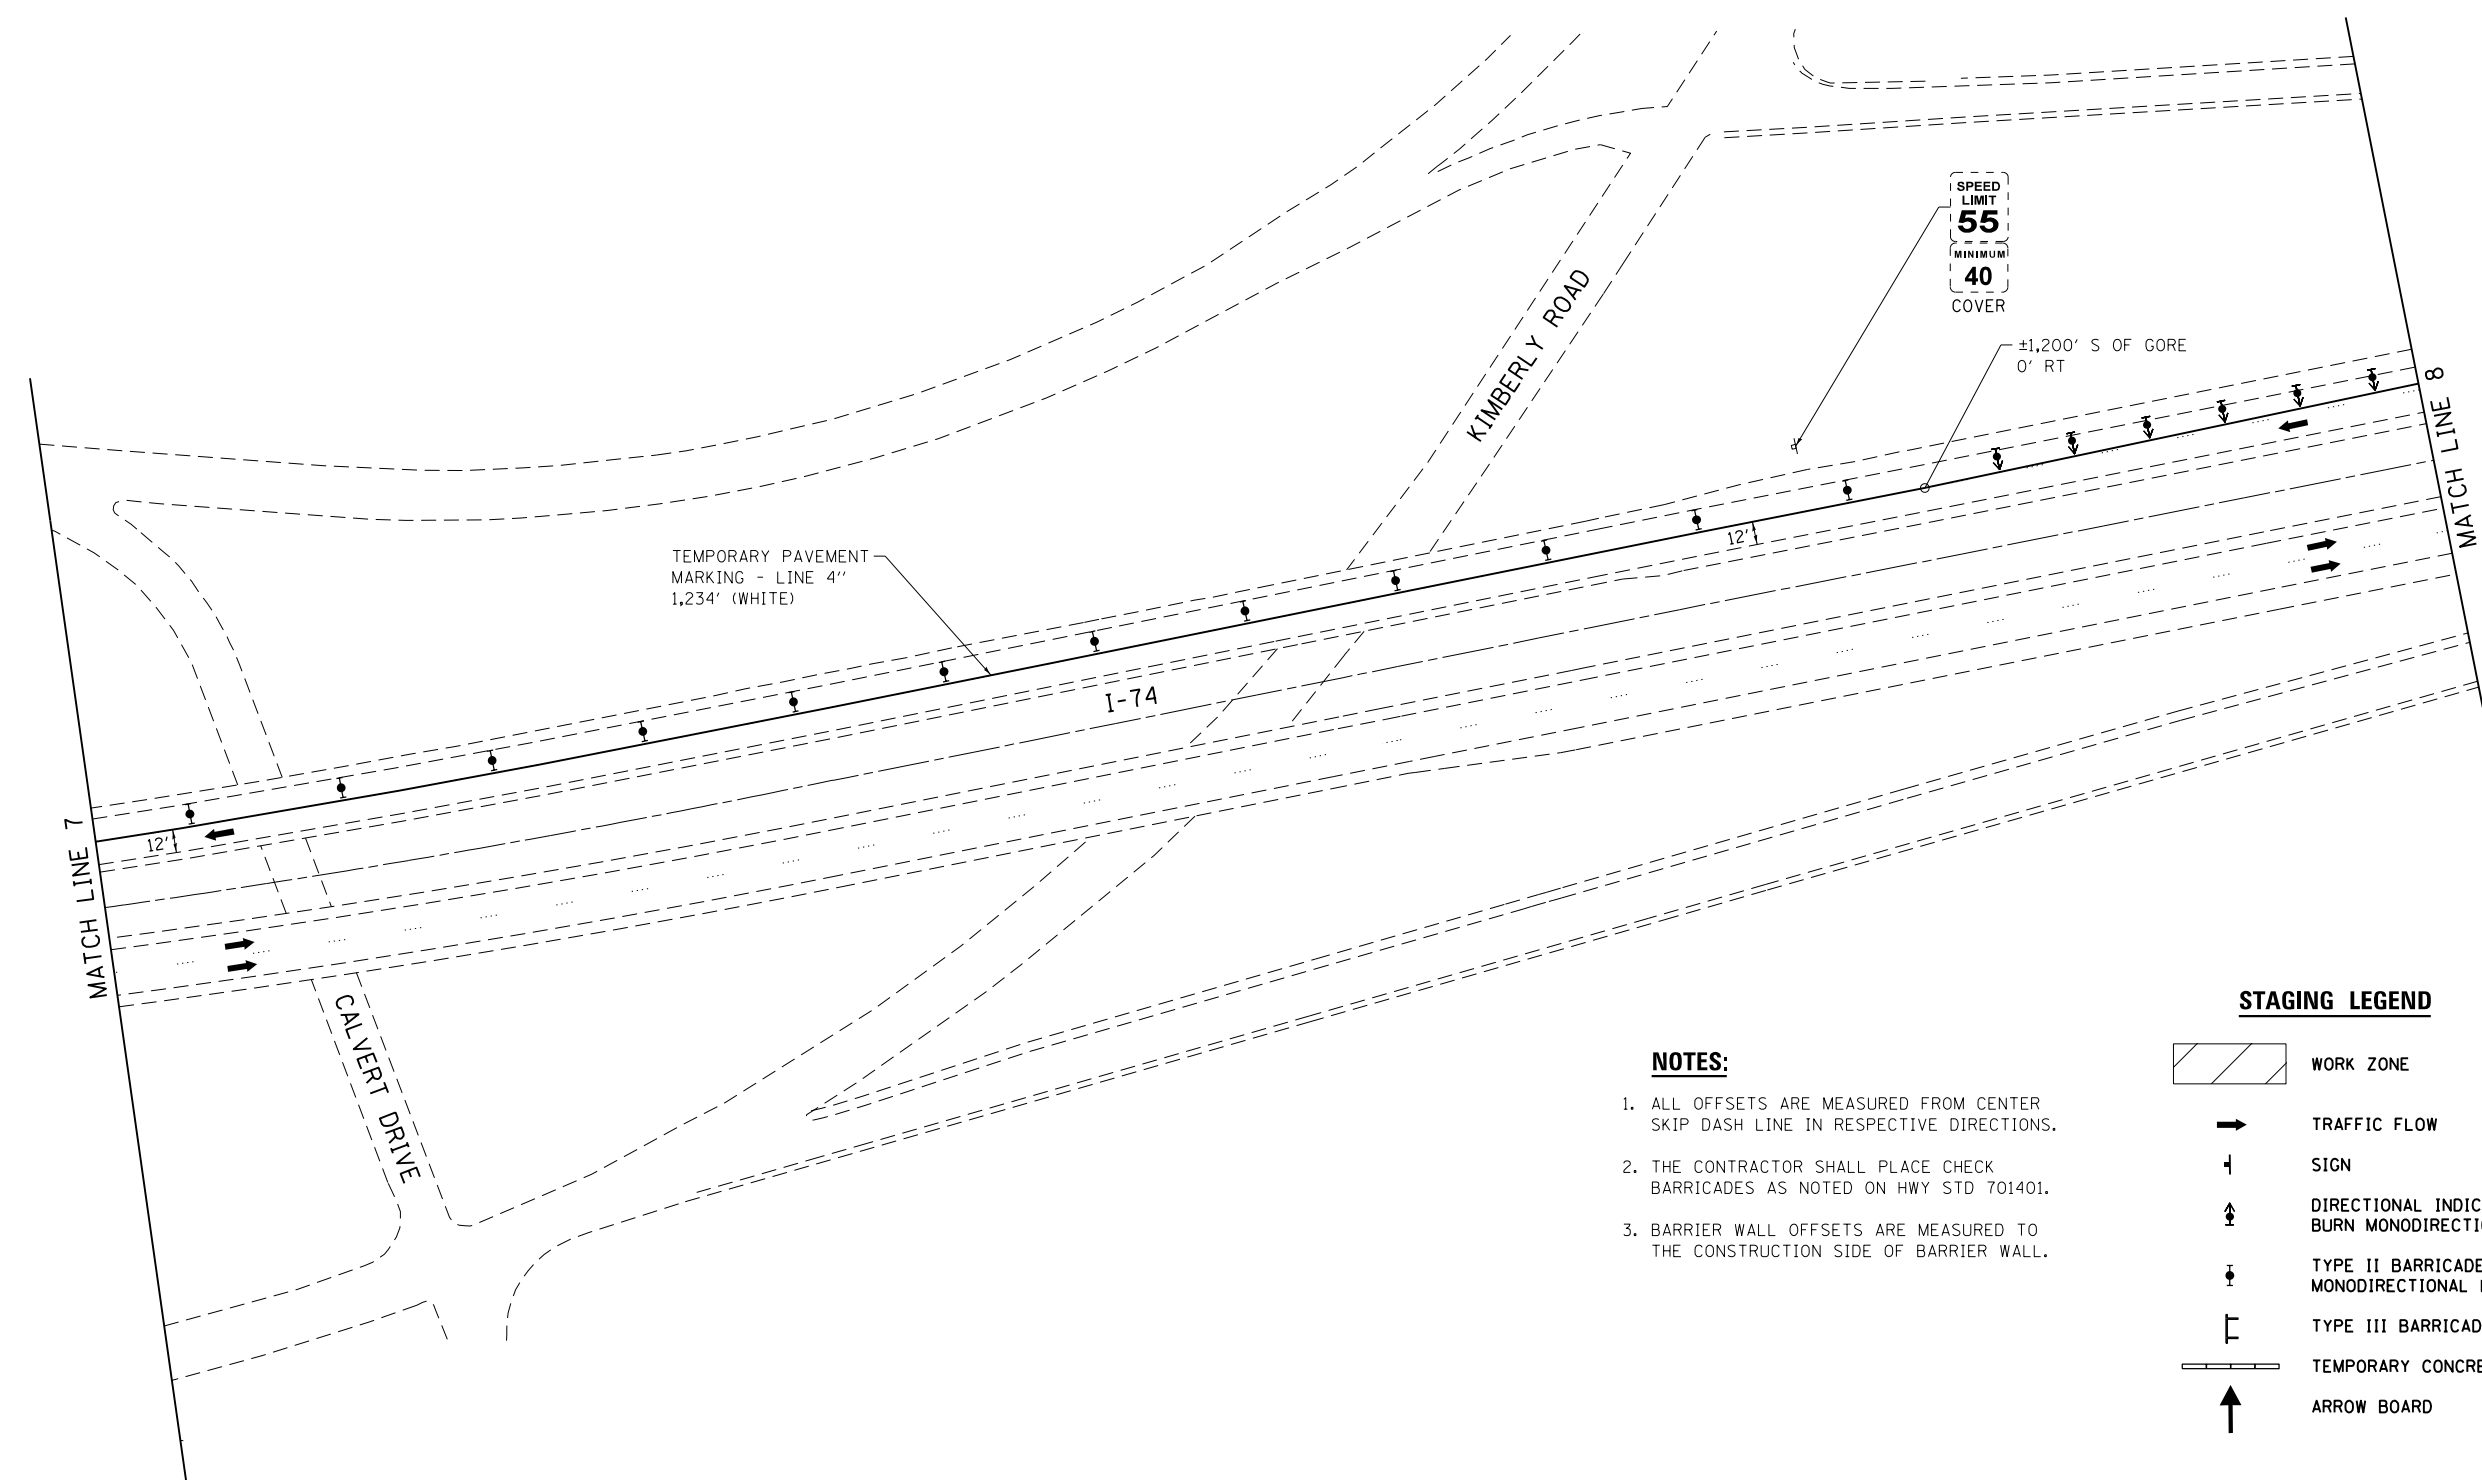 SPEED
LIMIT
55
MINIMUM
40
COVER
±1,200' S OF GORE
0' RT
KIMBERLY ROAD
MATCH LINE 8
12'
TEMPORARY PAVEMENT
MARKING - LINE 4''
1,234' (WHITE)
I-74
MATCH LINE 7
12'
CALVERT DRIVE
NOTES:
1. ALL OFFSETS ARE MEASURED FROM CENTER
SKIP DASH LINE IN RESPECTIVE DIRECTIONS.
2. THE CONTRACTOR SHALL PLACE CHECK
BARRICADES AS NOTED ON HWY STD 701401.
3. BARRIER WALL OFFSETS ARE MEASURED TO
THE CONSTRUCTION SIDE OF BARRIER WALL.
STAGING LEGEND
WORK ZONE
TRAFFIC FLOW
SIGN
DIRECTIONAL
BURN
TYPE II BARRICADE
MONODIRECTIONAL
TYPE III
TEMPORARY
ARROW BOARD